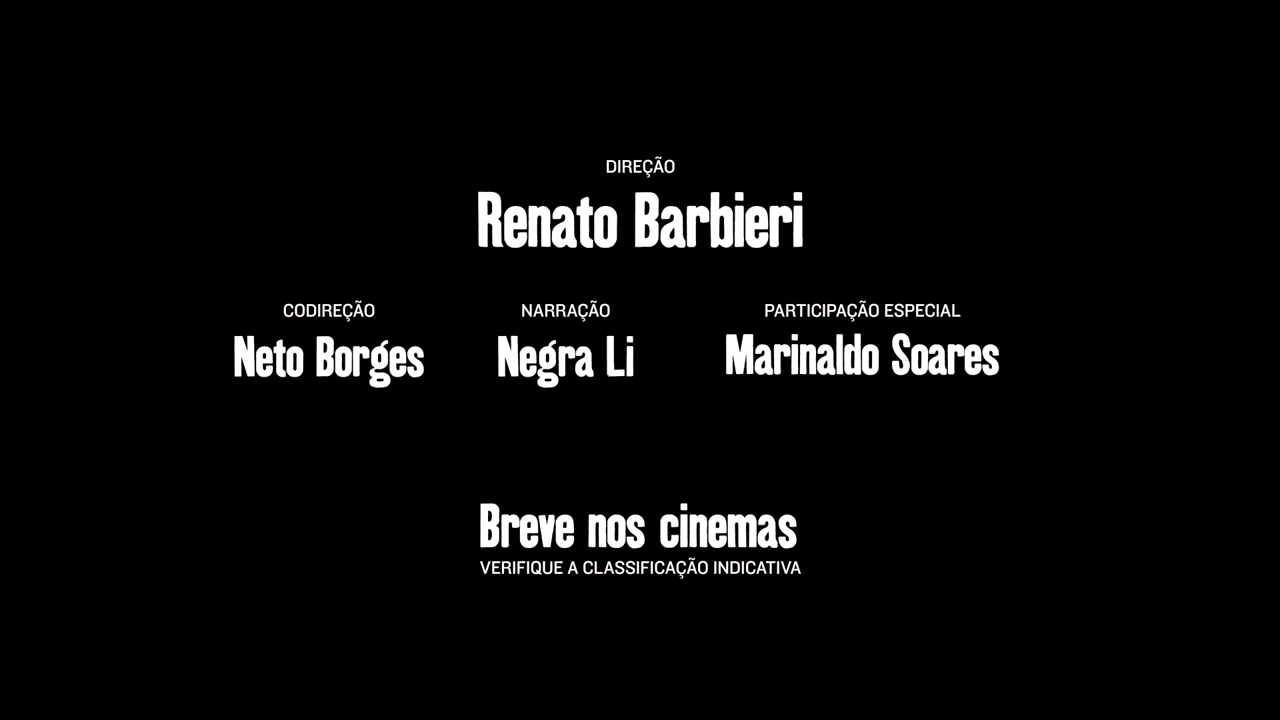 DIREÇÃO
Renato Barbieri
CODIREÇÃO
Neto Borges
NARRAÇÃO
Negra Li
PARTICIPAÇÃO ESPECIAL
Marinaldo Soares
Breve nos cinemas
VERIFIQUE A CLASSIFICAÇÃO INDICATIVA